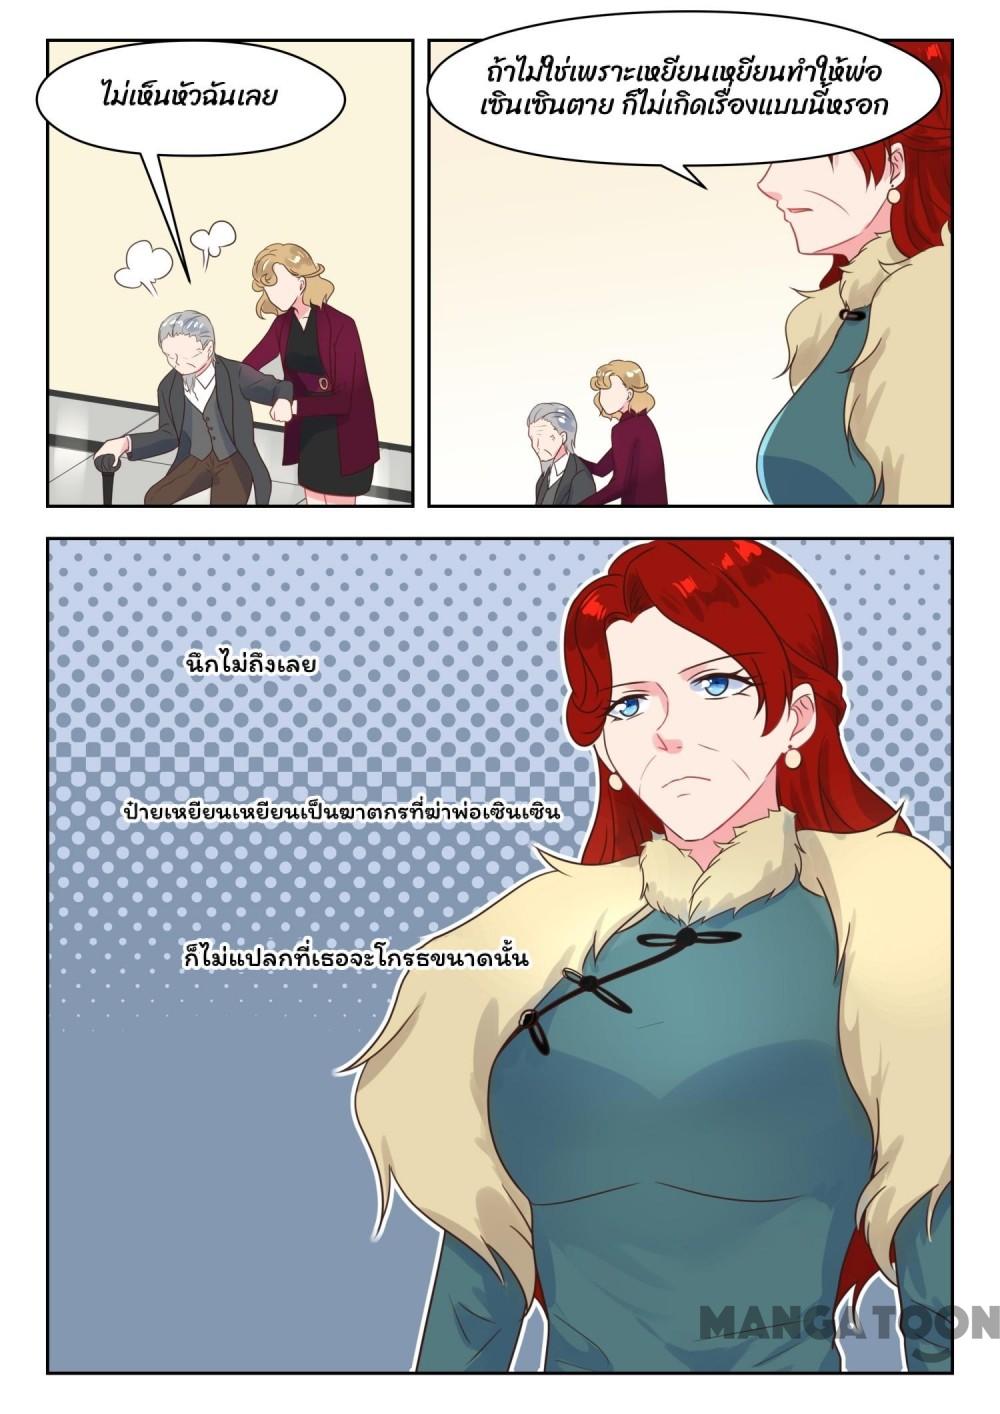 ไม่เห็นหัวฉันเลย
ถ้าไม่ใช่เพราะเหยียนเหยียนทำให้พ่อ
เซินเซินตาย ก็ไม่เกิดเรื่องแบบนี้หรอก
นึกไม่ถึงเลย
ป๋ายเหยียนเหยียนเป็นฆาตกรที่ฆ่าพ่อเซินเซิน
ก็ไม่แปลกที่เธอจะโกรธขนาดนั้น
MANGATOON